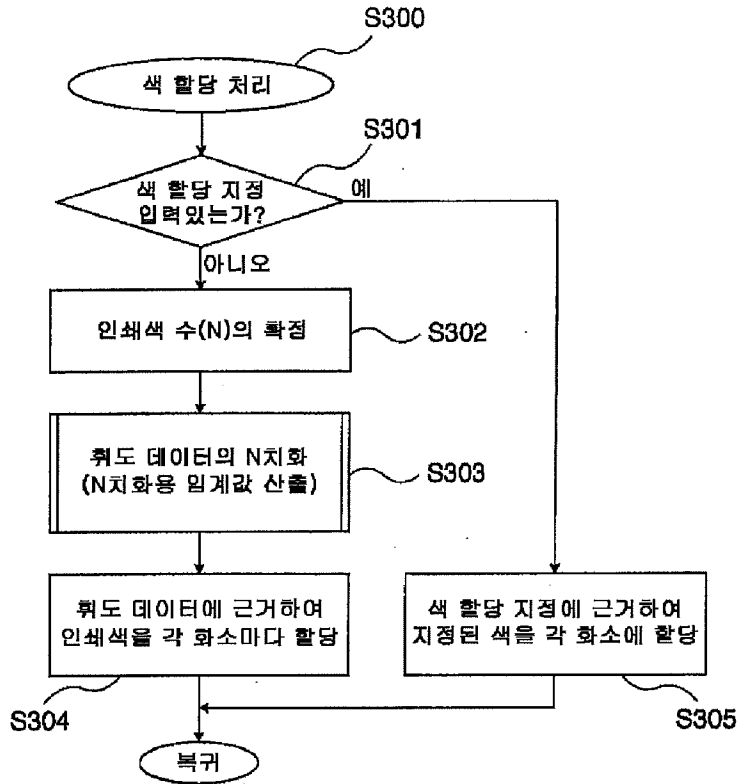 S300
색 할당 처리
S301
색 할당 지정
입력있는가?
예
아니오
인쇄색 수(N)의 확정
S302
휘도 데이터의 N치화
(N치화용 임계값 산출)
S303
휘도 데이터에 근거하여
인쇄색을 각 화소마다 할당
S304
색 할당 지정에 근거하여
지정된 색을 각 화소에 할당
S305
복귀